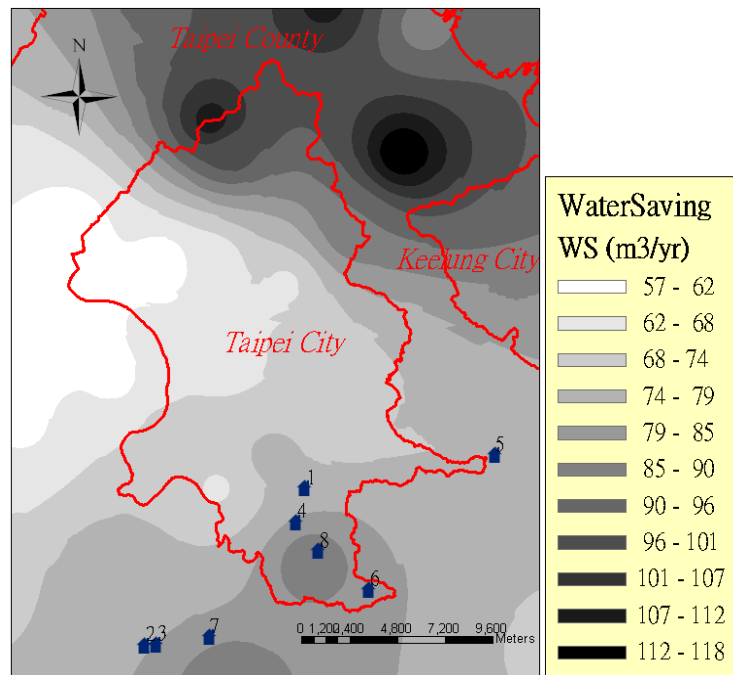 Taipei County
N
Keelung City
Taipei City
5
1
4
8
6
7
23
0 1,200 2,400 4,800 7,200 9,600
Meters
WaterSaving
WS (m3/yr)
57 - 62
62 - 68
68 - 74
74 - 79
79 - 85
85 - 90
90 - 96
96 - 101
101 - 107
107 - 112
112 - 118